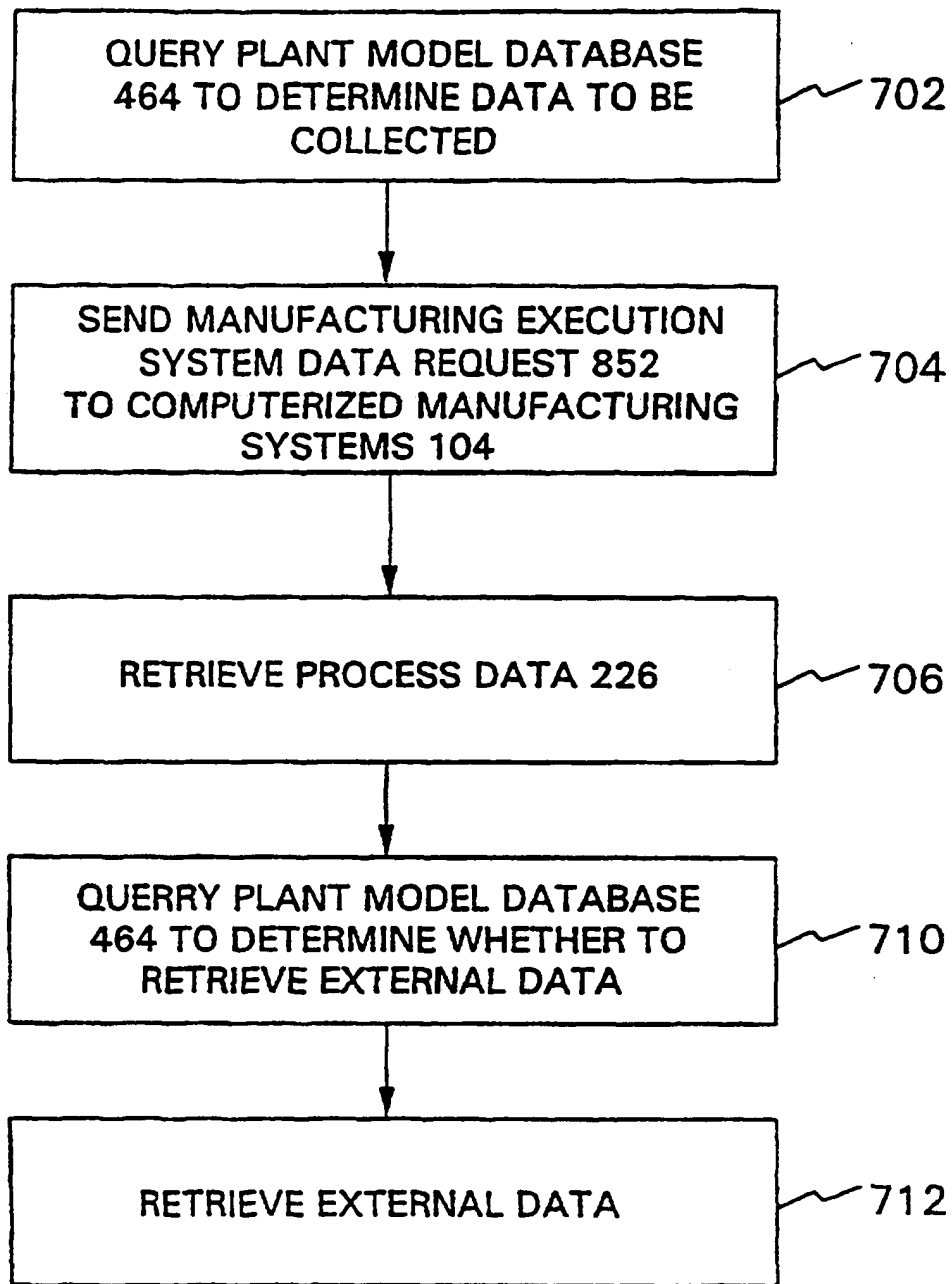 QUERY PLANT MODEL DATABASE
464 TO DETERMINE DATA TO BE
COLLECTED
702
SEND MANUFACTURING EXECUTION
SYSTEM DATA REQUEST 852
TO COMPUTERIZED MANUFACTURING
SYSTEMS 104
704
RETRIEVE PROCESS DATA 226
706
QUERRY PLANT MODEL DATABASE
464 TO DETERMINE WHETHER TO
RETRIEVE EXTERNAL DATA
710
RETRIEVE EXTERNAL DATA
712